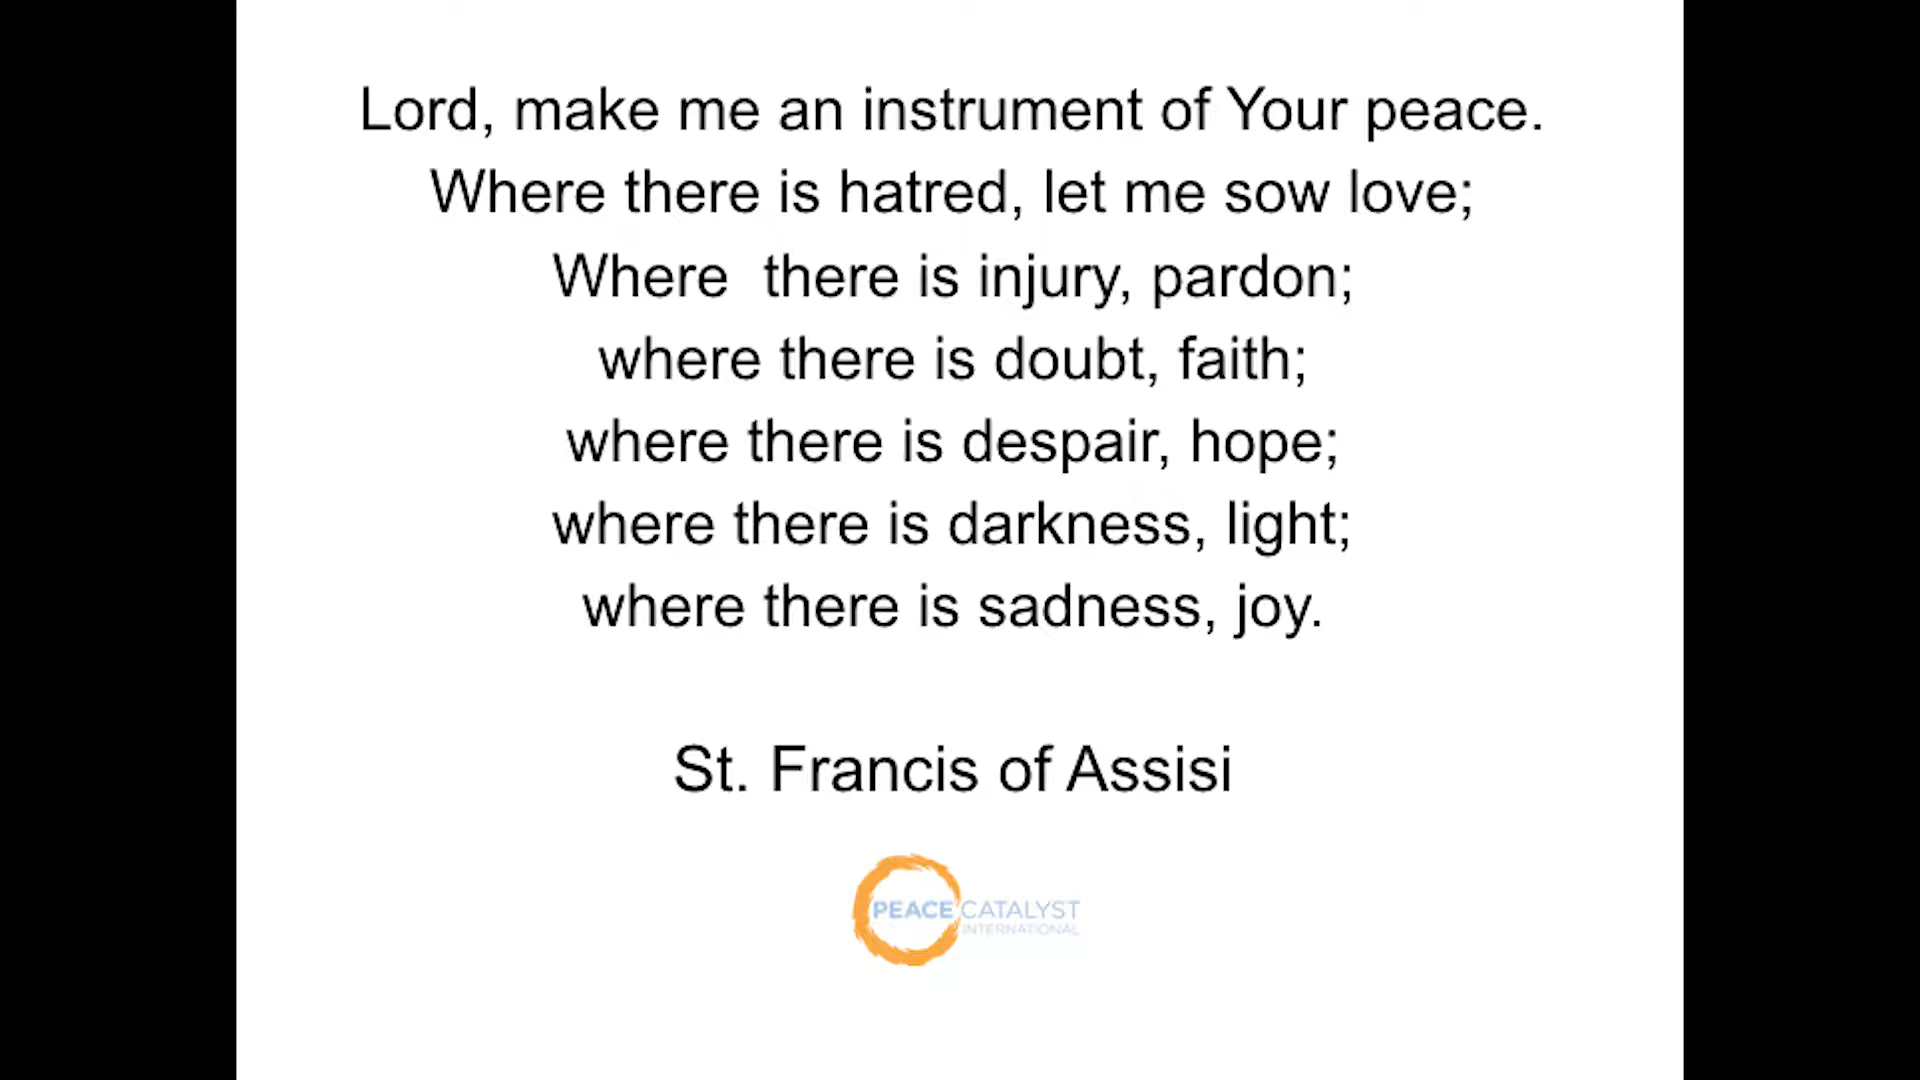 Lord, make me an instrument of Your peace.
Where there is hatred, let me sow love;
Where  there is injury, pardon;
where there is doubt, faith;
where there is despair, hope;
where there is darkness, light;
where there is sadness, joy.
St. Francis of Assisi
PEACE CATALYST
INTERNATIONAL